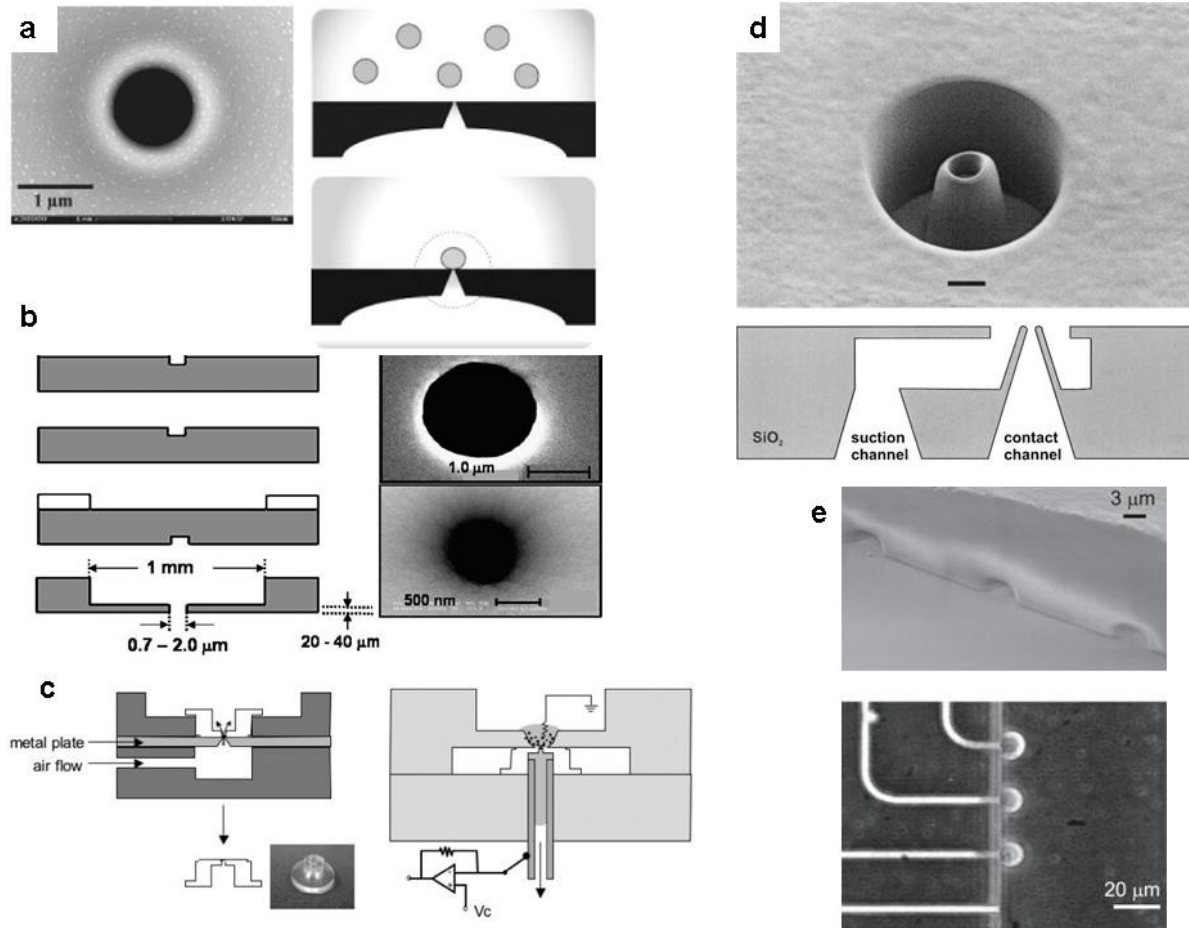 a
1 μm
b
1.0 μm
500 nm
1 mm
0.7 – 2.0 μm
20 - 40 μm
c
metal plate
air flow
Vc
d
SiO₂
suction
channel
contact
channel
e
3 μm
20 μm